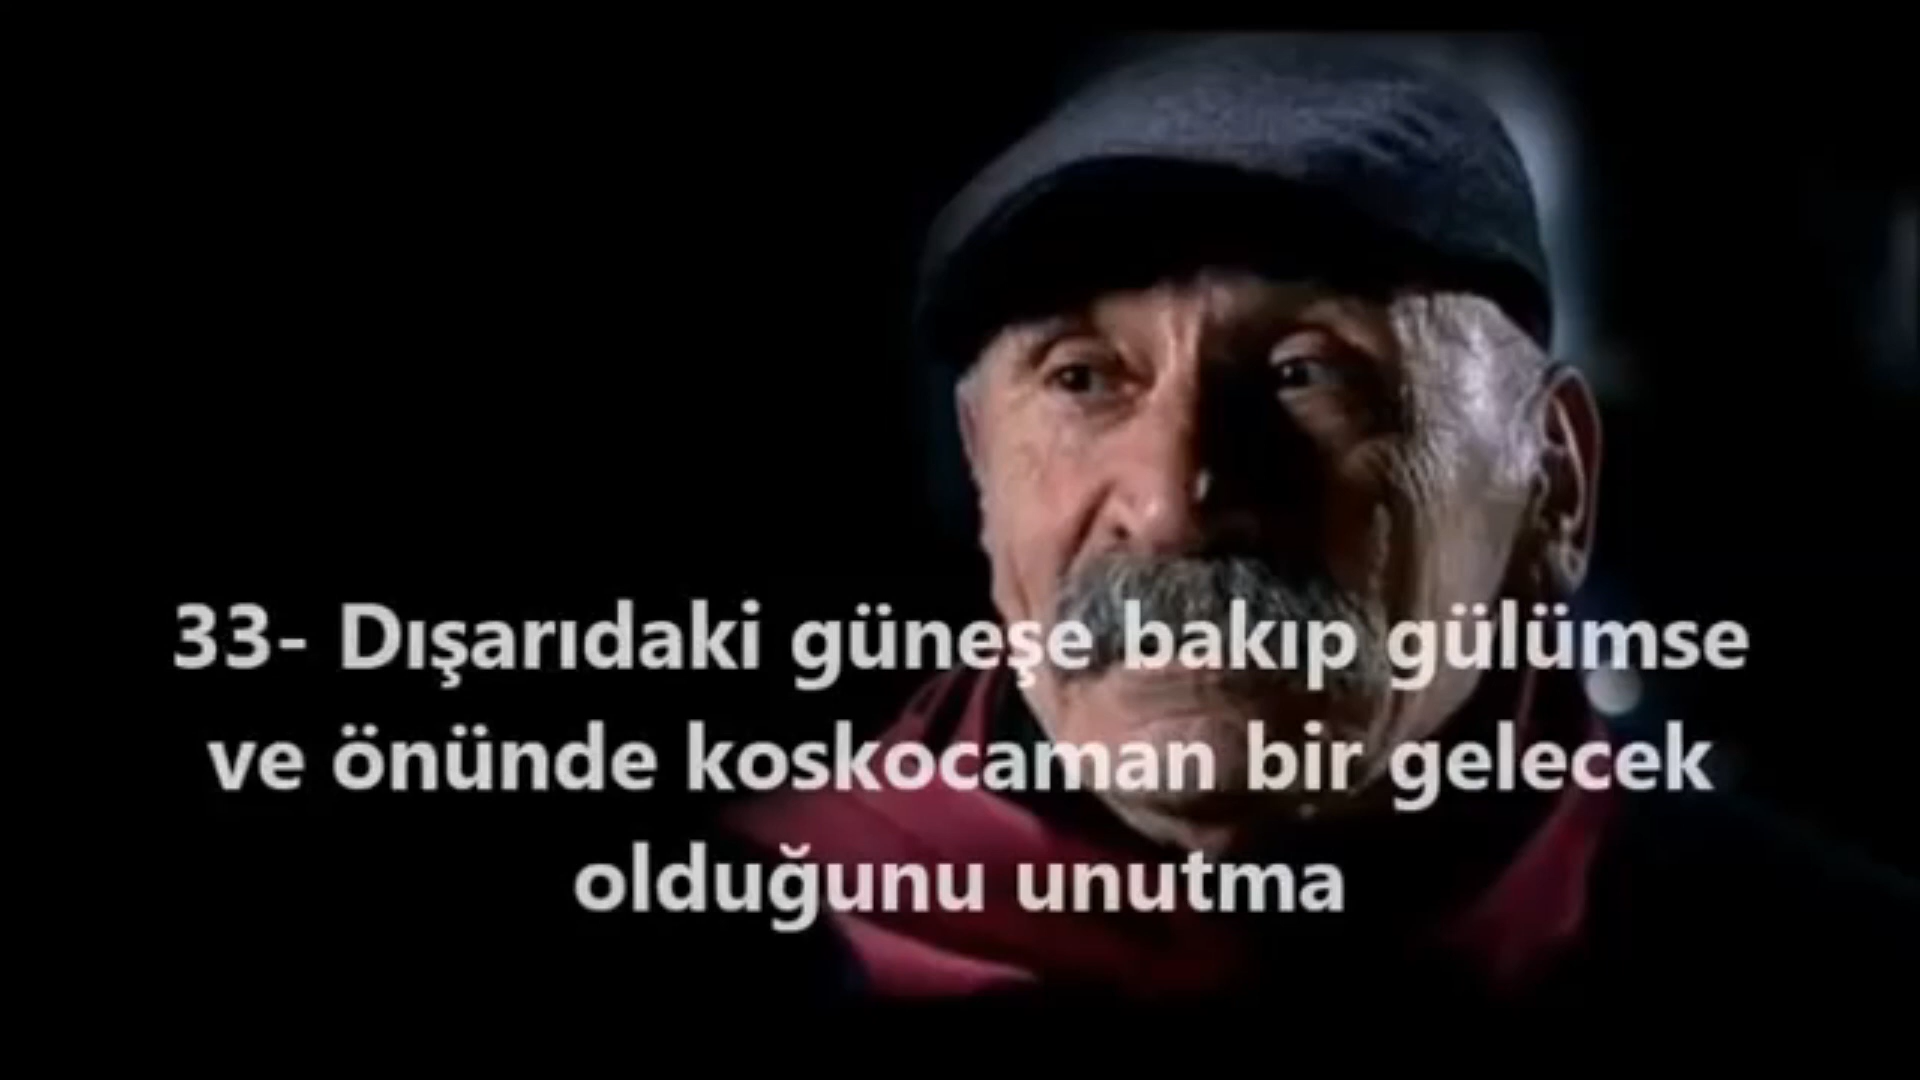 33- Dışarıdaki güneşe bakıp gülümse
ve önünde koskocaman bir gelecek
olduğunu unutma